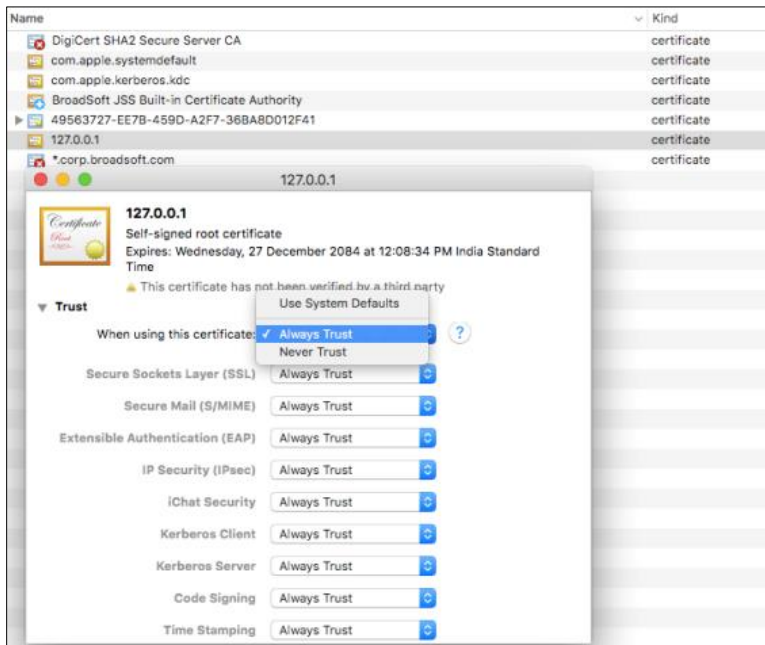 Name Kind
DigiCert SHA2 Secure Server CA certificate
com.apple.systemdefault certificate
com.apple.kerberos.kdc certificate
BroadSoft JSS Built-in Certificate Authority certificate
49563727-EE7B-459D-A2F7-36BA8D012F41 certificate
127.0.0.1 certificate
*.corp.broadsoft.com certificate
127.0.0.1
Certificate
Root
127.0.0.1
Self-signed root certificate
Expires: Wednesday, 27 December 2084 at 12:08:34 PM India Standard
Time
This certificate has not been verified by a third party
Use System Defaults
Trust
When using this certificate: ✓ Always Trust ?
Never Trust
Secure Sockets Layer (SSL) Always Trust
Secure Mail (S/MIME) Always Trust
Extensible Authentication (EAP) Always Trust
IP Security (IPsec) Always Trust
iChat Security Always Trust
Kerberos Client Always Trust
Kerberos Server Always Trust
Code Signing Always Trust
Time Stamping Always Trust